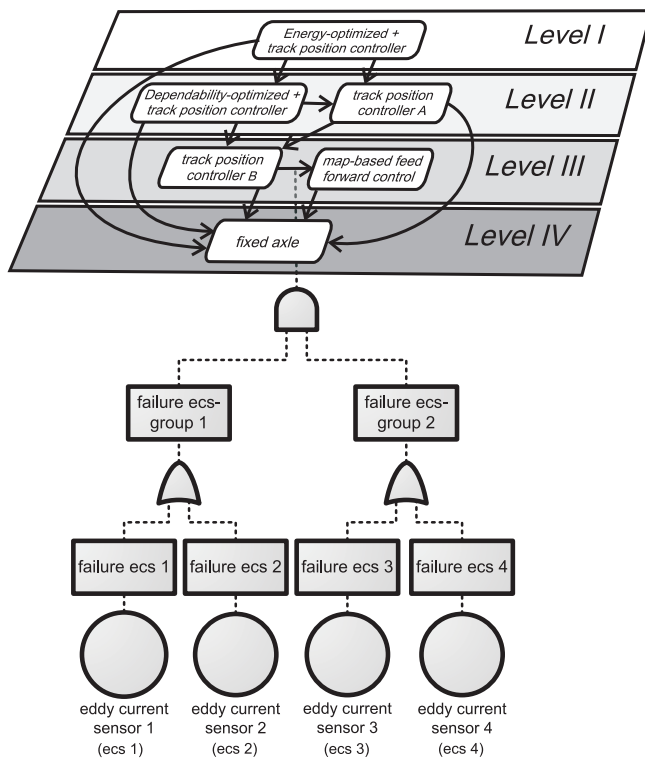 Energy-optimized +
track position controller
Level I
Dependability-optimized +
track position controller
track position
controller A
Level II
track position
controller B
map-based feed
forward control
Level III
fixed axle
Level IV
failure ecs-
group 1
failure ecs-
group 2
failure ecs 1
failure ecs 2
failure ecs 3
failure ecs 4
eddy current
sensor 1
(ecs 1)
eddy current
sensor 2
(ecs 2)
eddy current
sensor 3
(ecs 3)
eddy current
sensor 4
(ecs 4)